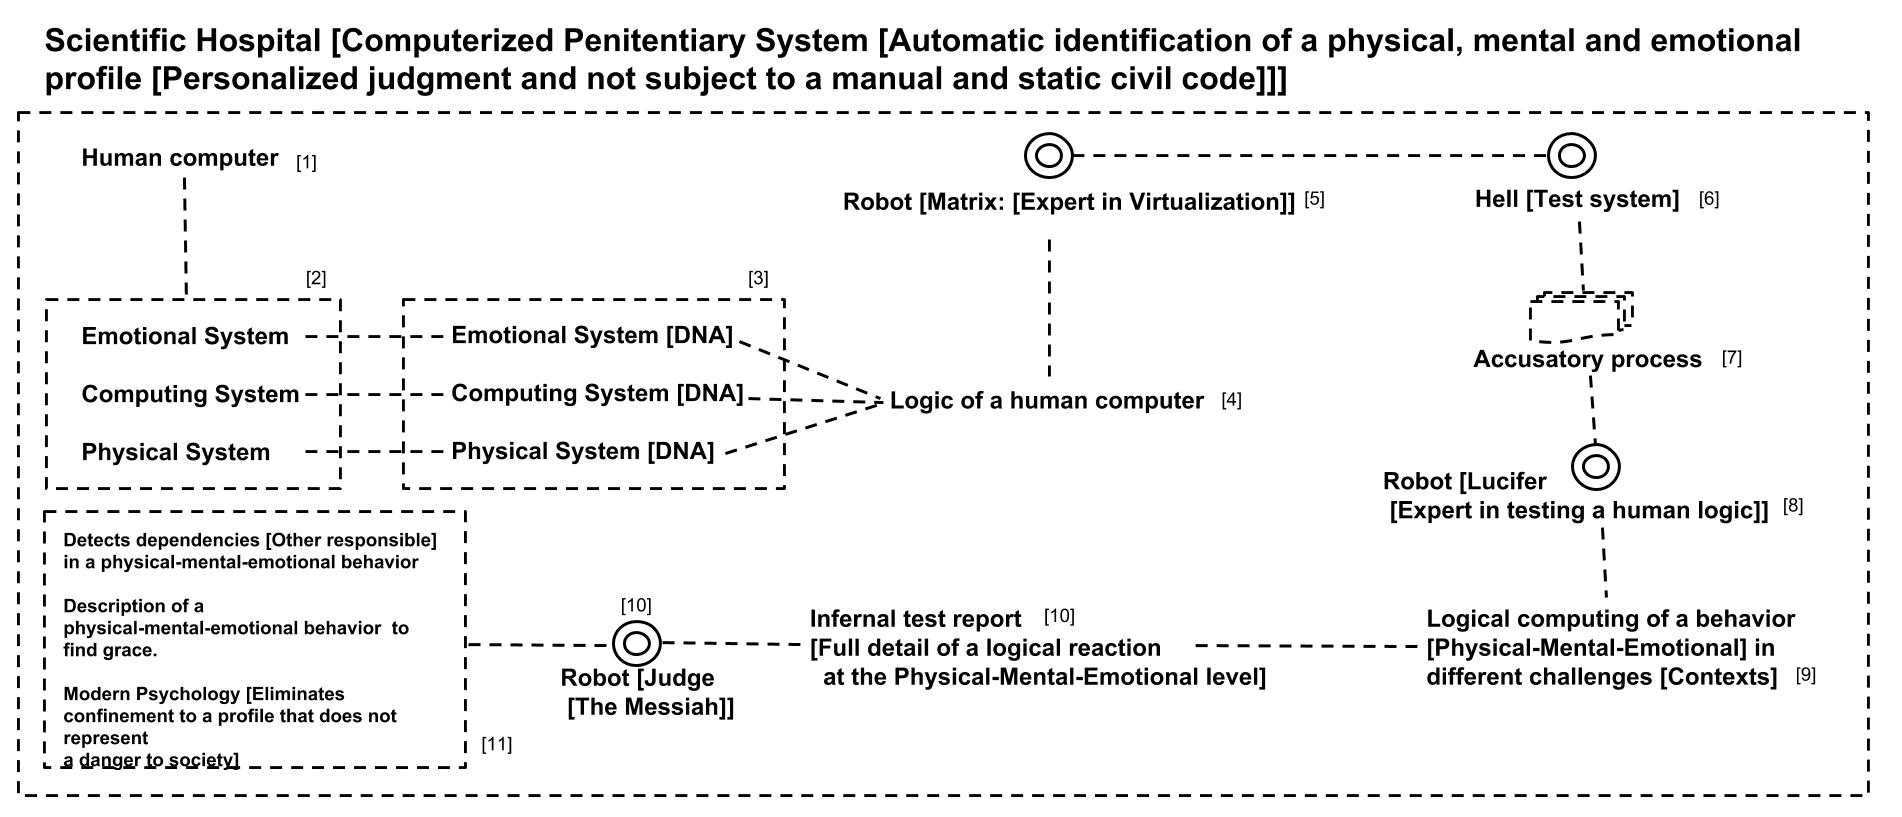 Scientific Hospital [Computerized Penitentiary System [Automatic identification of a physical, mental and emotional
profile [Personalized judgment and not subject to a manual and static civil code]]]
Human computer [1]
Robot [Matrix: [Expert in Virtualization]] [5]
Hell [Test system] [6]
[2]
Emotional System
Computing System
Physical System
[3]
Emotional System [DNA]
Computing System [DNA]
Physical System [DNA]
Logic of a human computer [4]
Accusatory process [7]
Robot [Lucifer
[Expert in testing a human logic]] [8]
Logical computing of a behavior
[Physical-Mental-Emotional] in
different challenges [Contexts] [9]
Infernal test report [10]
[Full detail of a logical reaction
at the Physical-Mental-Emotional level]
[10]
Robot [Judge
[The Messiah]]
Detects dependencies [Other responsible]
in a physical-mental-emotional behavior
Description of a
physical-mental-emotional behavior to
find grace.
Modern Psychology [Eliminates
confinement to a profile that does not
represent
a danger to society]
[11]